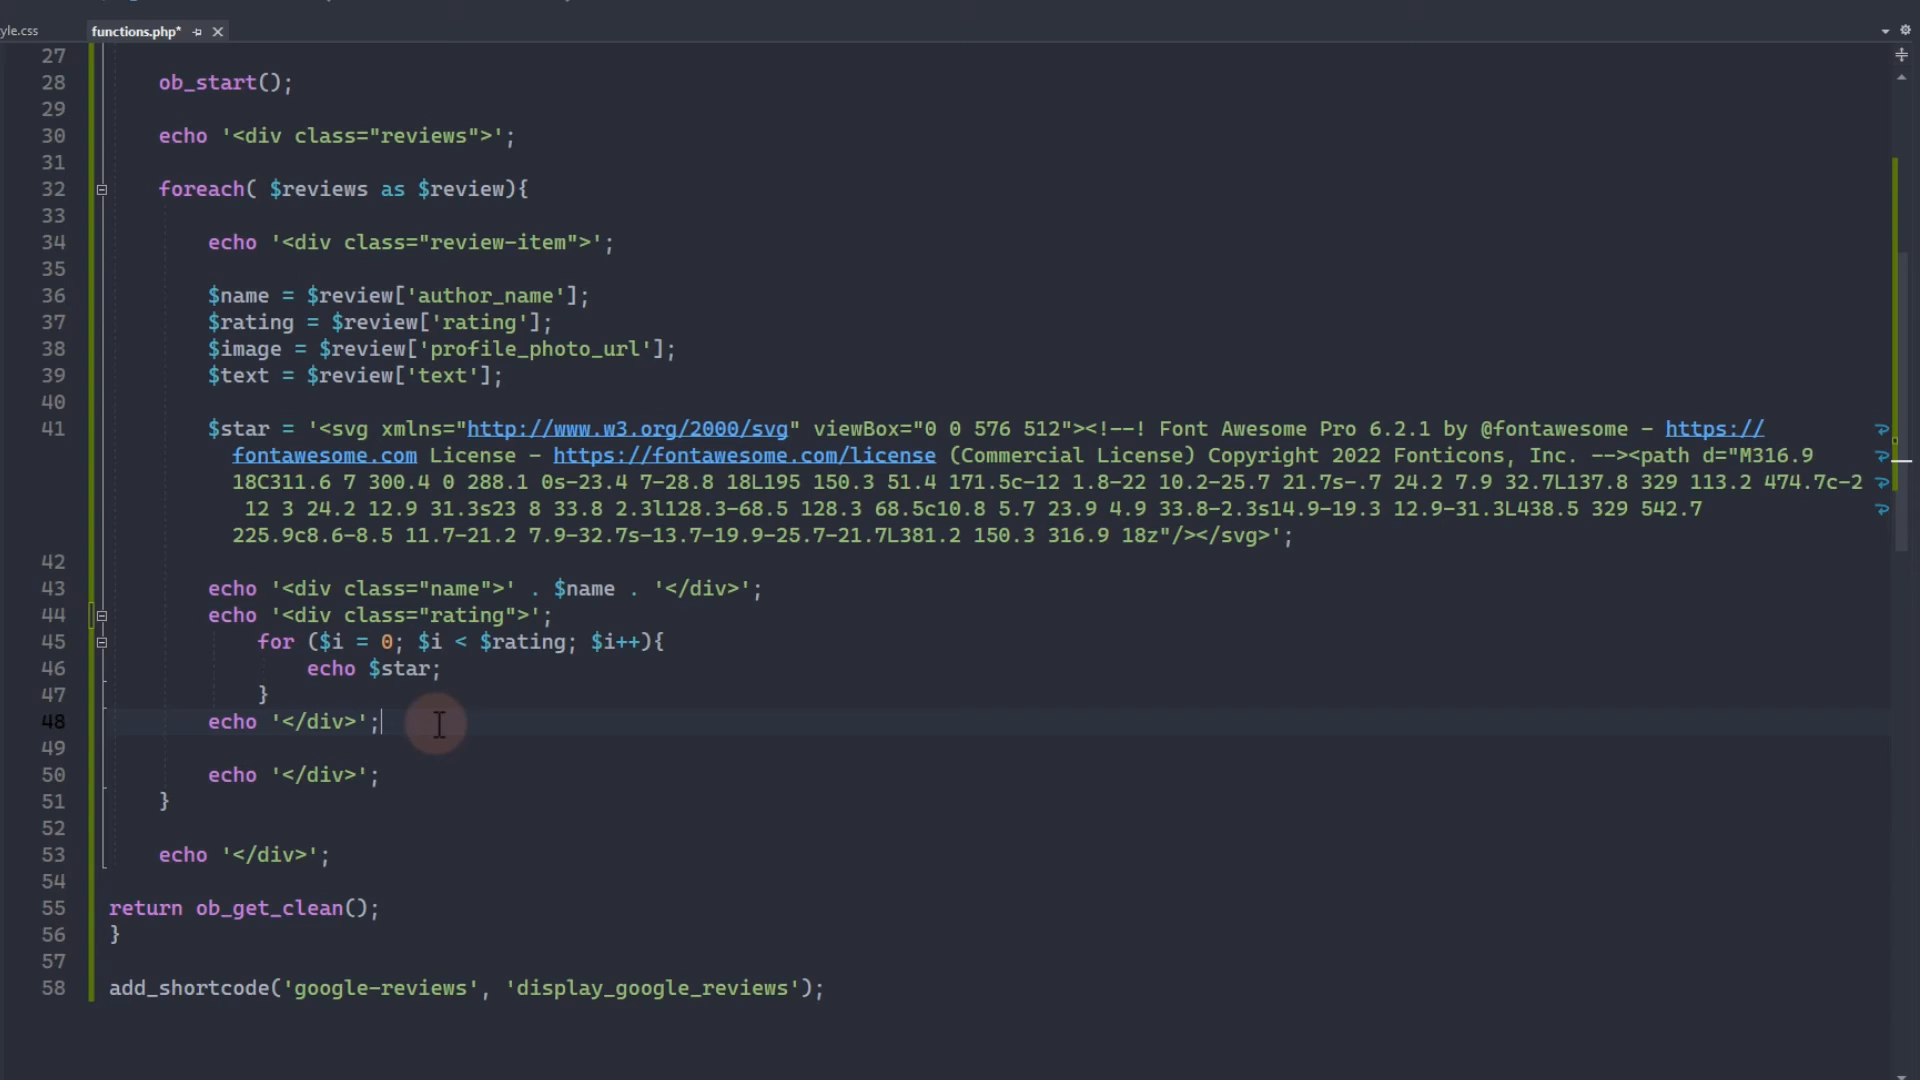 yle.css
functions.php*
27
28 ob_start();
29
30 echo '<div class="reviews">';
31
32 foreach( $reviews as $review){
33
34 echo '<div class="review-item">';
35
36 $name = $review['author_name'];
37 $rating = $review['rating'];
38 $image = $review['profile_photo_url'];
39 $text = $review['text'];
40
41 $star = '<svg xmlns="http://www.w3.org/2000/svg" viewBox="0 0 576 512"><!--! Font Awesome Pro 6.2.1 by @fontawesome - https://
fontawesome.com License - https://fontawesome.com/license (Commercial License) Copyright 2022 Fonticons, Inc. --><path d="M316.9
18C311.6 7 300.4 0 288.1 0s-23.4 7-28.8 18L195 150.3 51.4 171.5c-12 1.8-22 10.2-25.7 21.7s-.7 24.2 7.9 32.7L137.8 329 113.2 474.7c-2
12 3 24.2 12.9 31.3s23 8 33.8 2.3l128.3-68.5 128.3 68.5c10.8 5.7 23.9 4.9 33.8-2.3s14.9-19.3 12.9-31.3L438.5 329 542.7
225.9c8.6-8.5 11.7-21.2 7.9-32.7s-13.7-19.9-25.7-21.7L381.2 150.3 316.9 18z"/></svg>';
42
43 echo '<div class="name">' . $name . '</div>';
44 echo '<div class="rating">';
45 for ($i = 0; $i < $rating; $i++){
46 echo $star;
47 }
48 echo '</div>';
49
50 echo '</div>';
51 }
52
53 echo '</div>';
54
55 return ob_get_clean();
56 }
57
58 add_shortcode('google-reviews', 'display_google_reviews');